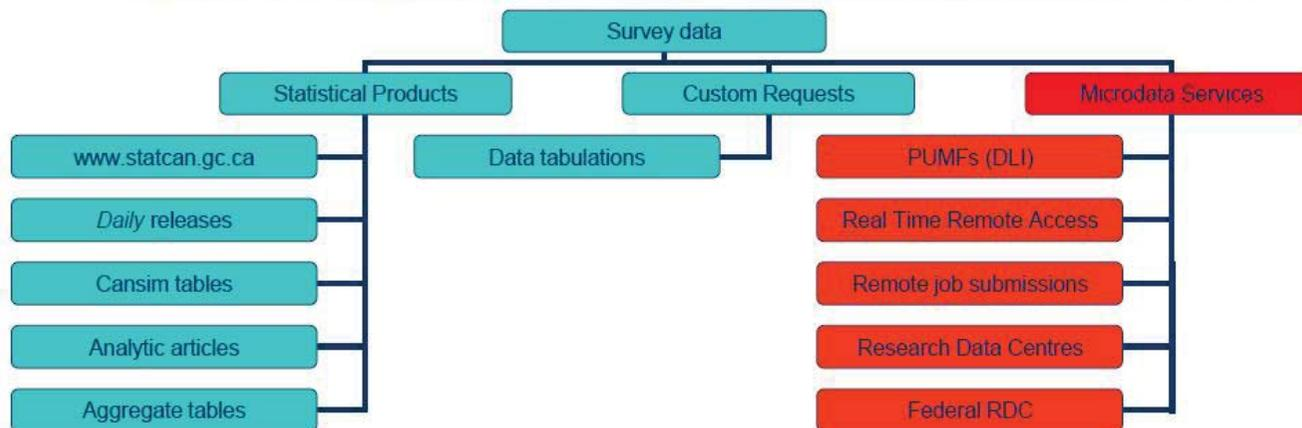 Survey data
Statistical Products
Custom Requests
Microdata Services
www.statcan.gc.ca
Data tabulations
PUMFs (DLI)
Daily releases
Real Time Remote Access
Cansim tables
Remote job submissions
Analytic articles
Research Data Centres
Aggregate tables
Federal RDC